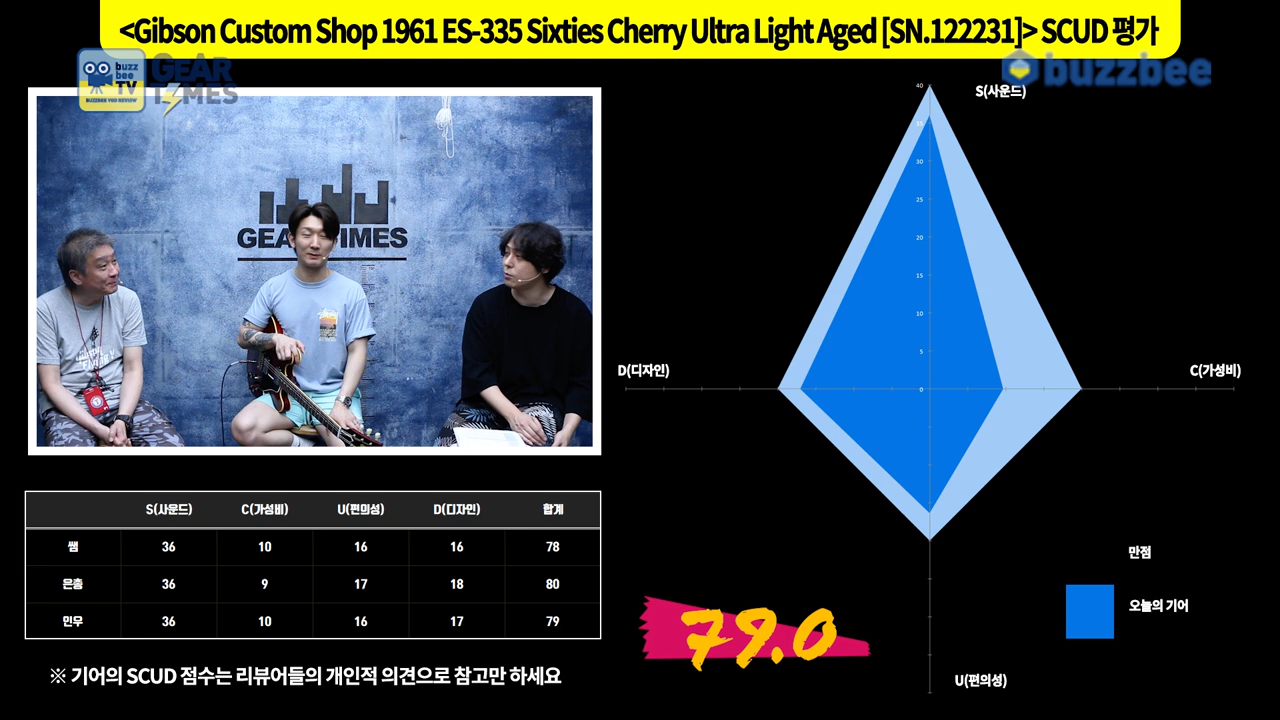 <Gibson Custom Shop 1961 ES-335 Sixties Cherry Ultra Light Aged [SN.122231]> SCUD 평가
buzz
bee
TV
BUZZBEE VOD REVIEW
GEAR
TIMES
buzzbee
GEAR TIMES
S(사운드)
C(가성비)
U(편의성)
D(디자인)
40
35
30
25
20
15
10
5
0
만점
오늘의 기어
S(사운드) C(가성비) U(편의성) D(디자인) 합계
쌤 36 10 16 16 78
은총 36 9 17 18 80
민우 36 10 16 17 79
79.0
※ 기어의 SCUD 점수는 리뷰어들의 개인적 의견으로 참고만 하세요